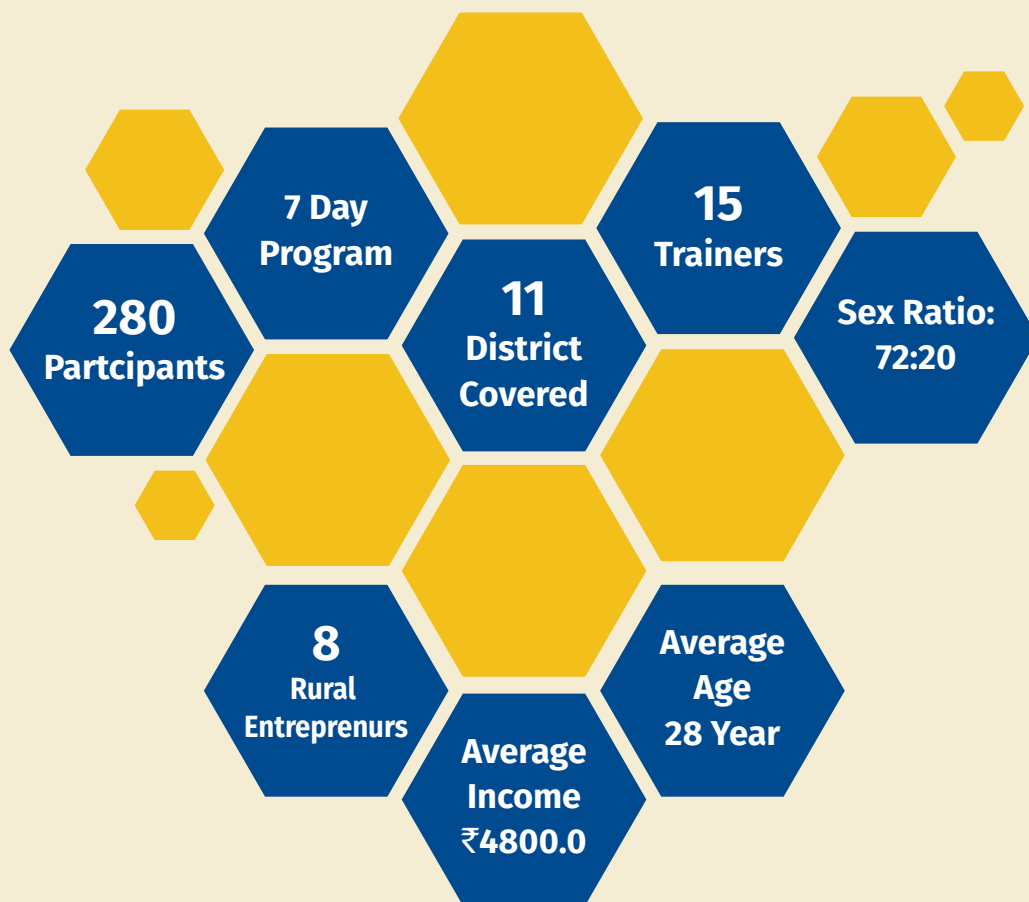 7 Day
Program
15
Trainers
280
Partcipants
11
District
Covered
Sex Ratio:
72:20
8
Rural
Entreprenurs
Average
Income
₹4800.0
Average
Age
28 Year